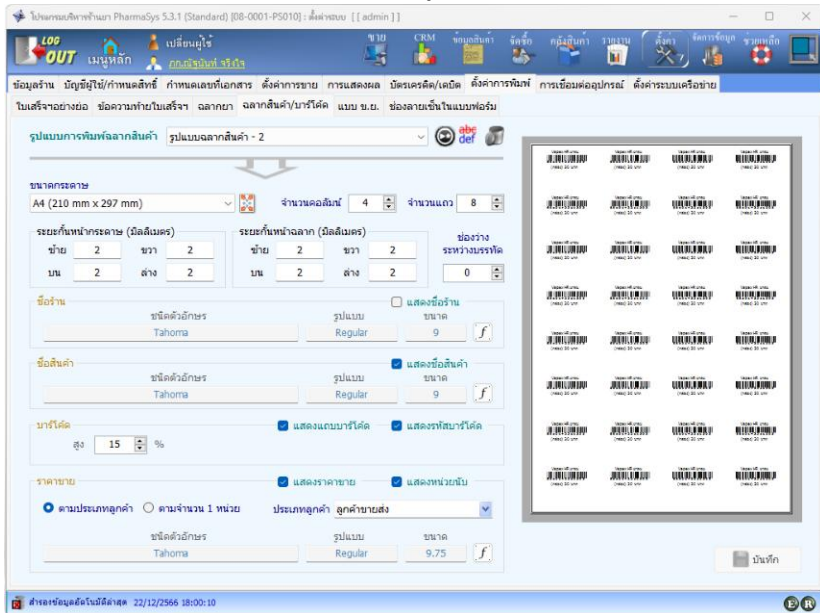 โปรแกรมบริหารร้านยา PharmaSys 5.3.1 (Standard) [08-0001-PS010] : ตั้งค่าระบบ [[ admin ]]
LOG OUT เมนูหลัก เปลี่ยนผู้ใช้ ขาย CRM ข้อมูลสินค้า จัดซื้อ คลังสินค้า รายงาน ตั้งค่า จัดการข้อมูล ช่วยเหลือ
ข้อมูลร้าน บัญชีผู้ใช้/กำหนดสิทธิ์ กำหนดเลขที่เอกสาร ตั้งค่าการขาย การแสดงผล บัตรเครดิต/เดบิต ตั้งค่าการพิมพ์ การเชื่อมต่ออุปกรณ์ ตั้งค่าระบบเครือข่าย
ใบเสร็จฯอย่างย่อ ข้อความท้ายใบเสร็จฯ ฉลากยา ฉลากสินค้า/บาร์โค้ด แบบ ข.ย. ช่องลายเซ็นในแบบฟอร์ม
รูปแบบการพิมพ์ฉลากสินค้า รูปแบบฉลากสินค้า - 2 abc def
ขนาดกระดาษ
A4 (210 mm x 297 mm) จำนวนคอลัมน์ 4 จำนวนแถว 8
ระยะกั้นหน้ากระดาษ (มิลลิเมตร) ระยะกั้นหน้าฉลาก (มิลลิเมตร) ช่องว่าง
ซ้าย 2 ขวา 2 ซ้าย 2 ขวา 2 ระหว่างบรรทัด
บน 2 ล่าง 2 บน 2 ล่าง 2 0
ชื่อร้าน แสดงชื่อร้าน
ชนิดตัวอักษร รูปแบบ ขนาด
Tahoma Regular 9 f
ชื่อสินค้า แสดงชื่อสินค้า
ชนิดตัวอักษร รูปแบบ ขนาด
Tahoma Regular 9 f
บาร์โค้ด แสดงแถบบาร์โค้ด แสดงรหัสบาร์โค้ด
สูง 15 %
ราคาขาย แสดงราคาขาย แสดงหน่วยนับ
ตามประเภทลูกค้า ตามจำนวน 1 หน่วย ประเภทลูกค้า ลูกค้าขายส่ง
ชนิดตัวอักษร รูปแบบ ขนาด
Tahoma Regular 9.75 f
บันทึก
สำรองข้อมูลอัตโนมัติล่าสุด 22/12/2566 18:00:10 E R